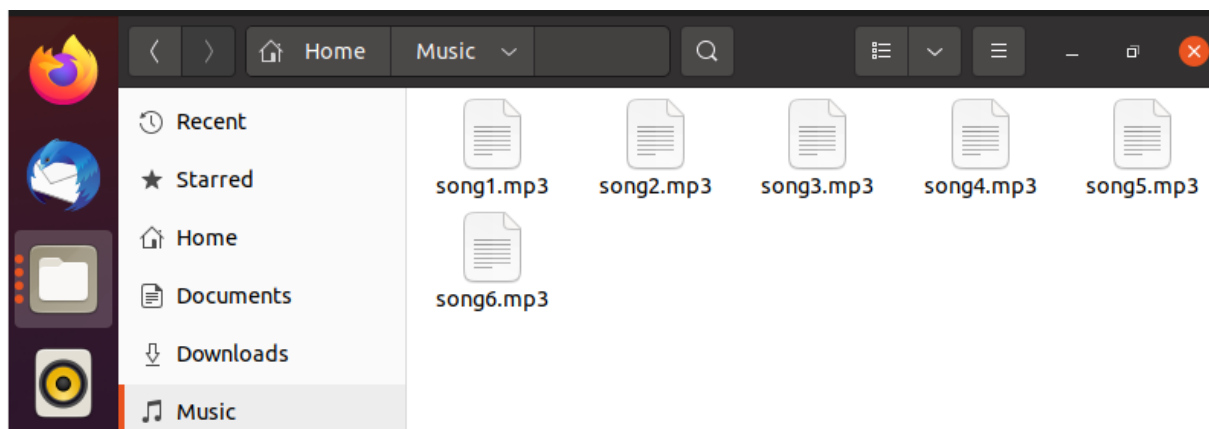 Home Music
Recent
Starred
Home
Documents
Downloads
Music
song1.mp3 song2.mp3 song3.mp3 song4.mp3 song5.mp3
song6.mp3